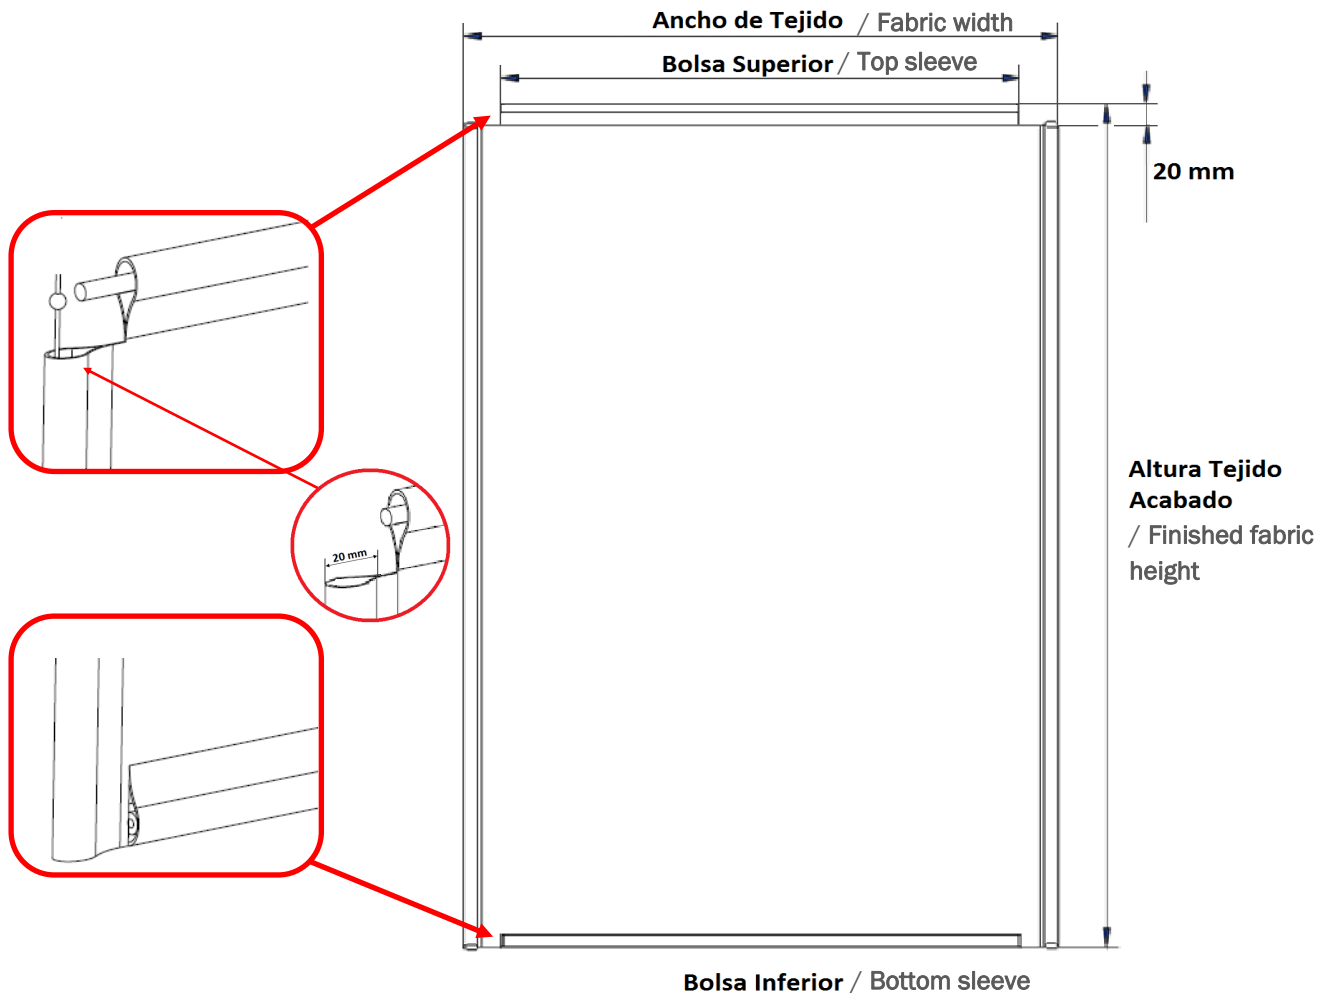 Ancho de Tejido / Fabric width
Bolsa Superior / Top sleeve
20 mm
Altura Tejido
Acabado
/ Finished fabric
height
20 mm
Bolsa Inferior / Bottom sleeve